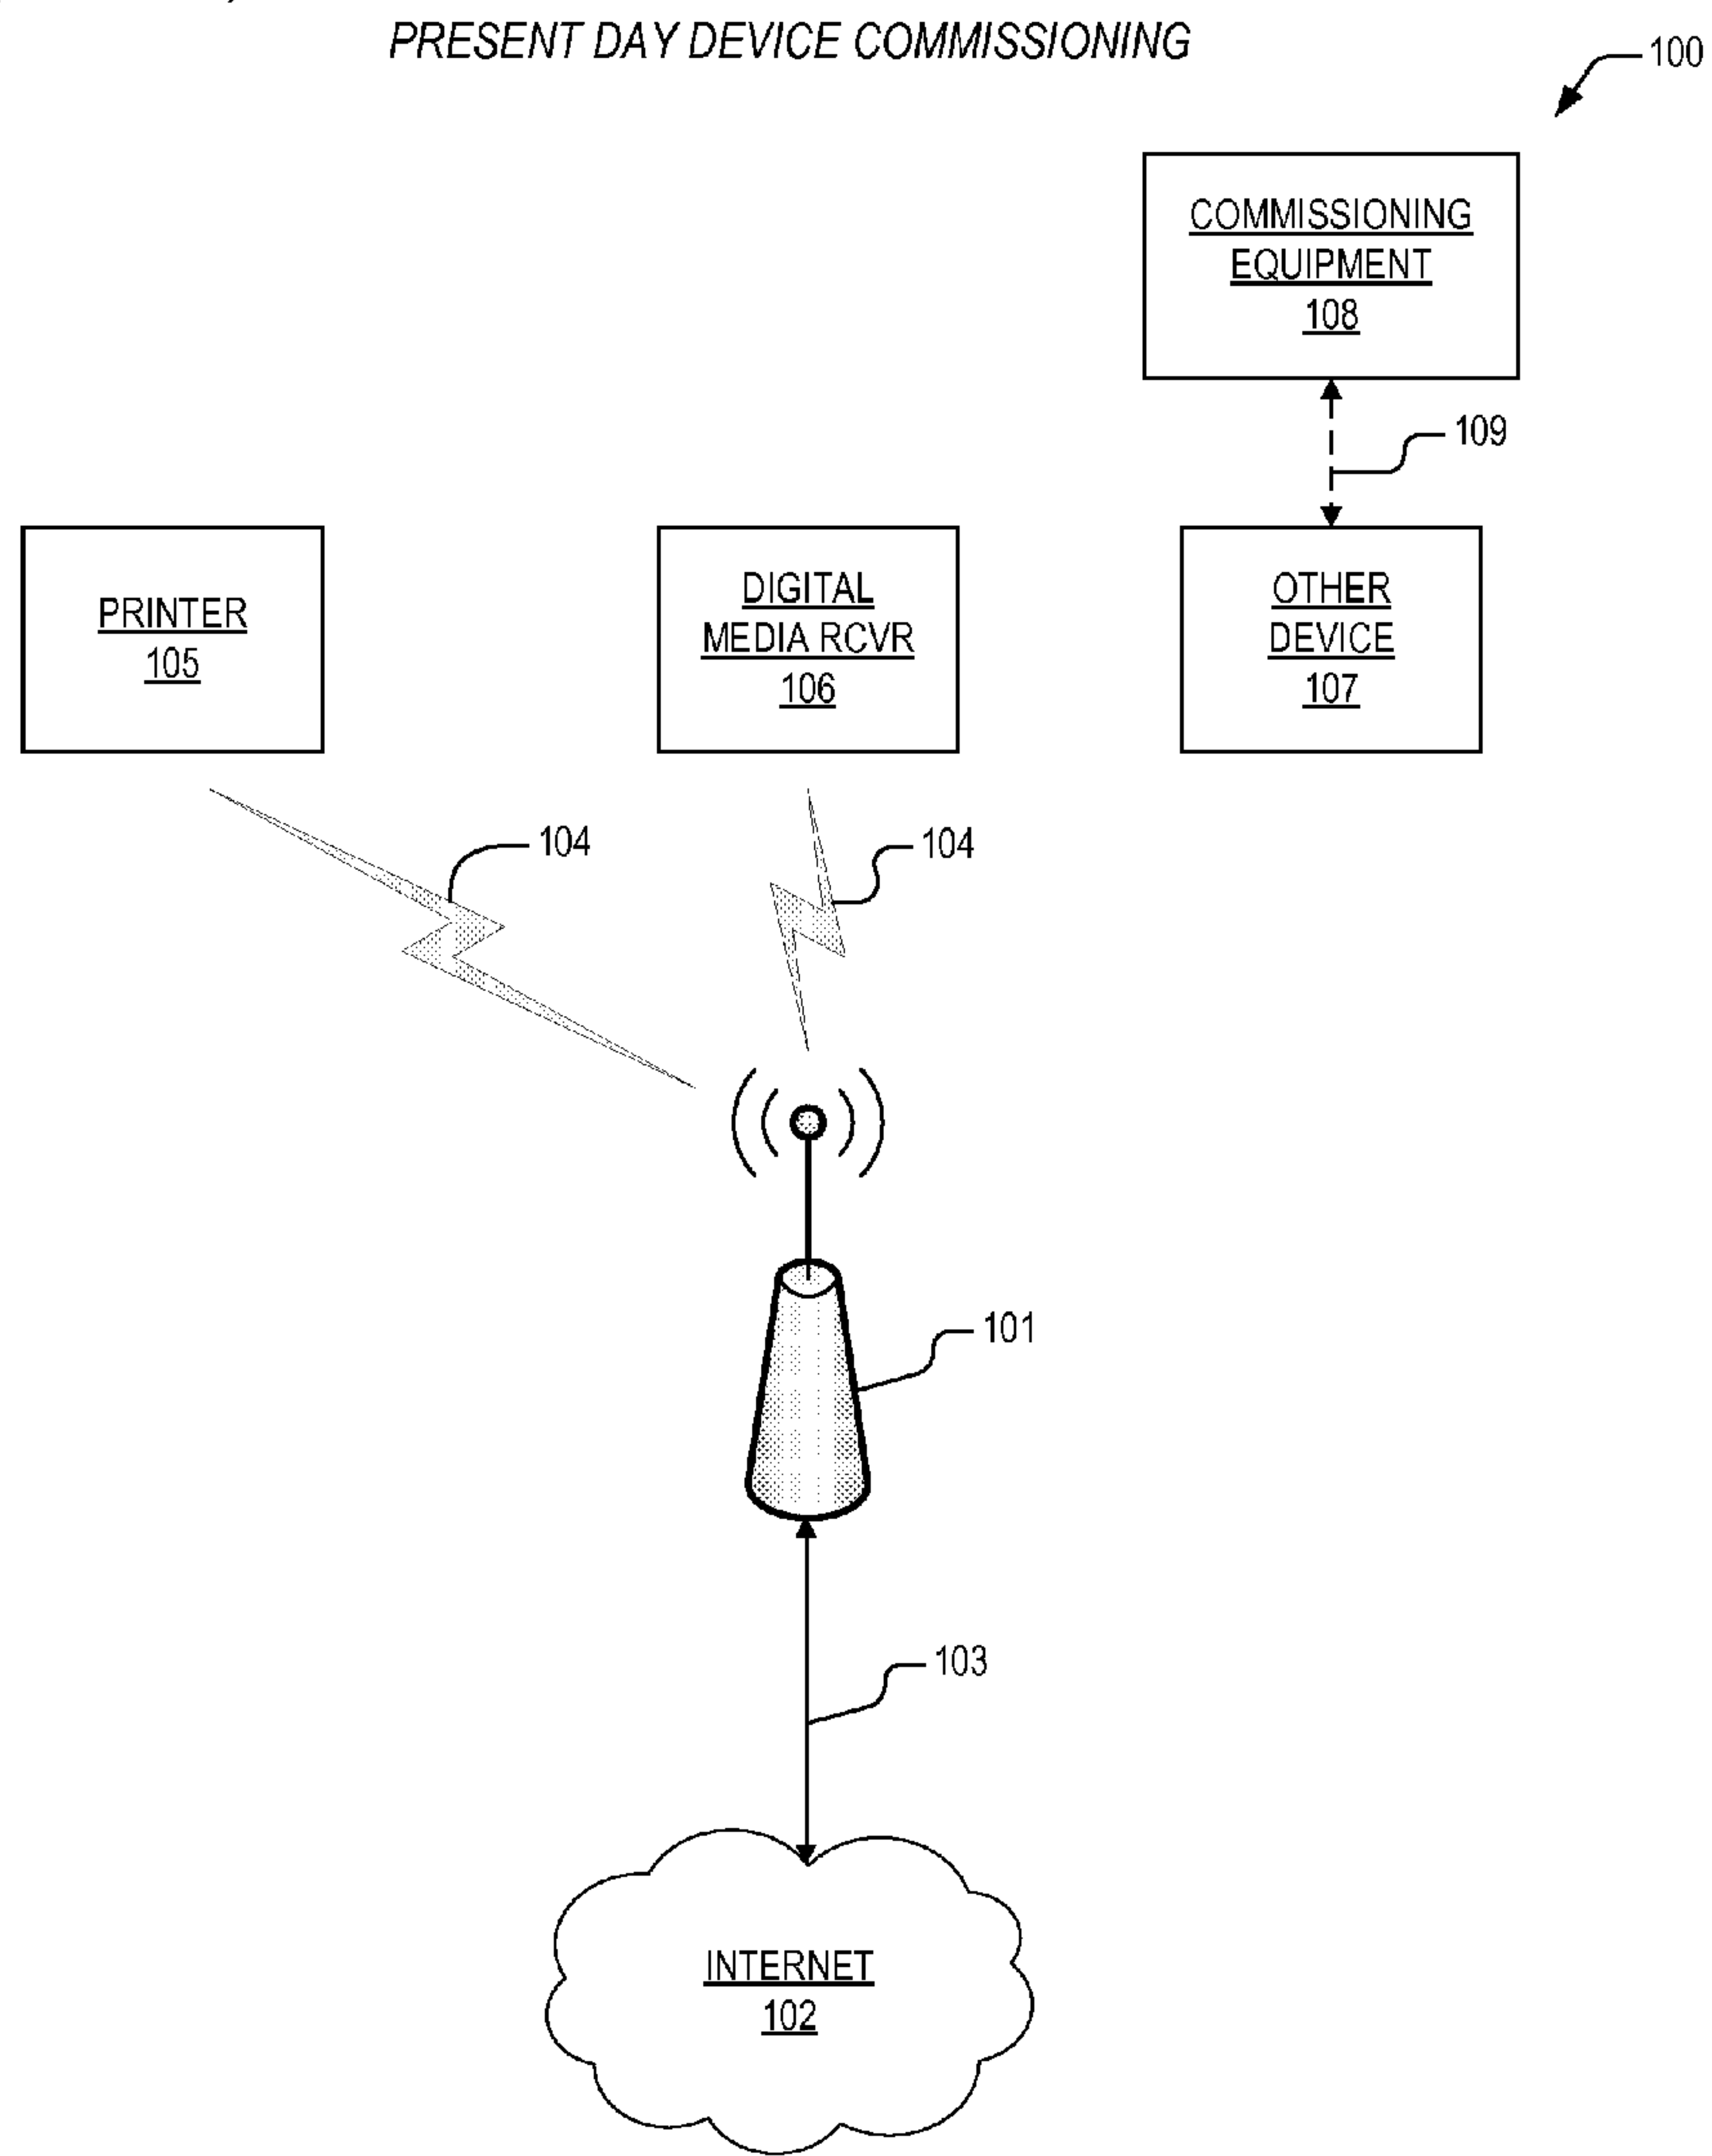 PRESENT DAY DEVICE COMMISSIONING
100
COMMISSIONING
EQUIPMENT
108
109
PRINTER
105
DIGITAL
MEDIA RCVR
106
OTHER
DEVICE
107
104
104
101
103
INTERNET
102